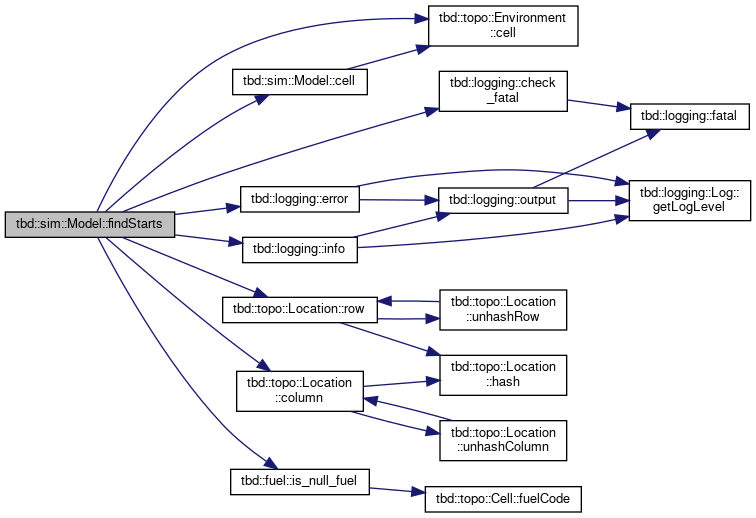 tbd::topo::Environment
::cell
tbd::sim::Model::cell
tbd::logging::check
_fatal
tbd::logging::fatal
tbd::logging::error
tbd::logging::output
tbd::logging::Log::
getLogLevel
tbd::sim::Model::findStarts
tbd::logging::info
tbd::topo::Location::row
tbd::topo::Location
::unhashRow
tbd::topo::Location
::hash
tbd::topo::Location
::column
tbd::topo::Location
::unhashColumn
tbd::fuel::is_null_fuel
tbd::topo::Cell::fuelCode